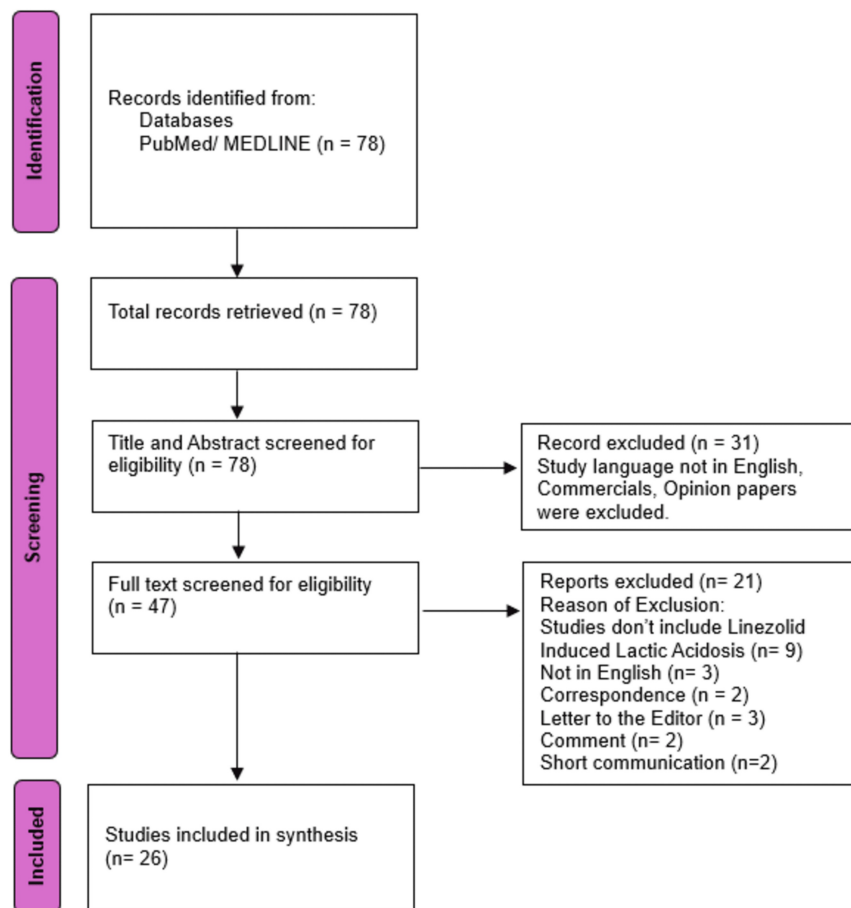 Identification
Records identified from:
Databases
PubMed/ MEDLINE (n = 78)
Screening
Total records retrieved (n = 78)
Title and Abstract screened for
eligibility (n = 78)
Record excluded (n = 31)
Study language not in English,
Commercials, Opinion papers
were excluded.
Full text screened for eligibility
(n = 47)
Reports excluded (n= 21)
Reason of Exclusion:
Studies don't include Linezolid
Induced Lactic Acidosis (n= 9)
Not in English (n= 3)
Correspondence (n = 2)
Letter to the Editor (n = 3)
Comment (n= 2)
Short communication (n=2)
Included
Studies included in synthesis
(n= 26)